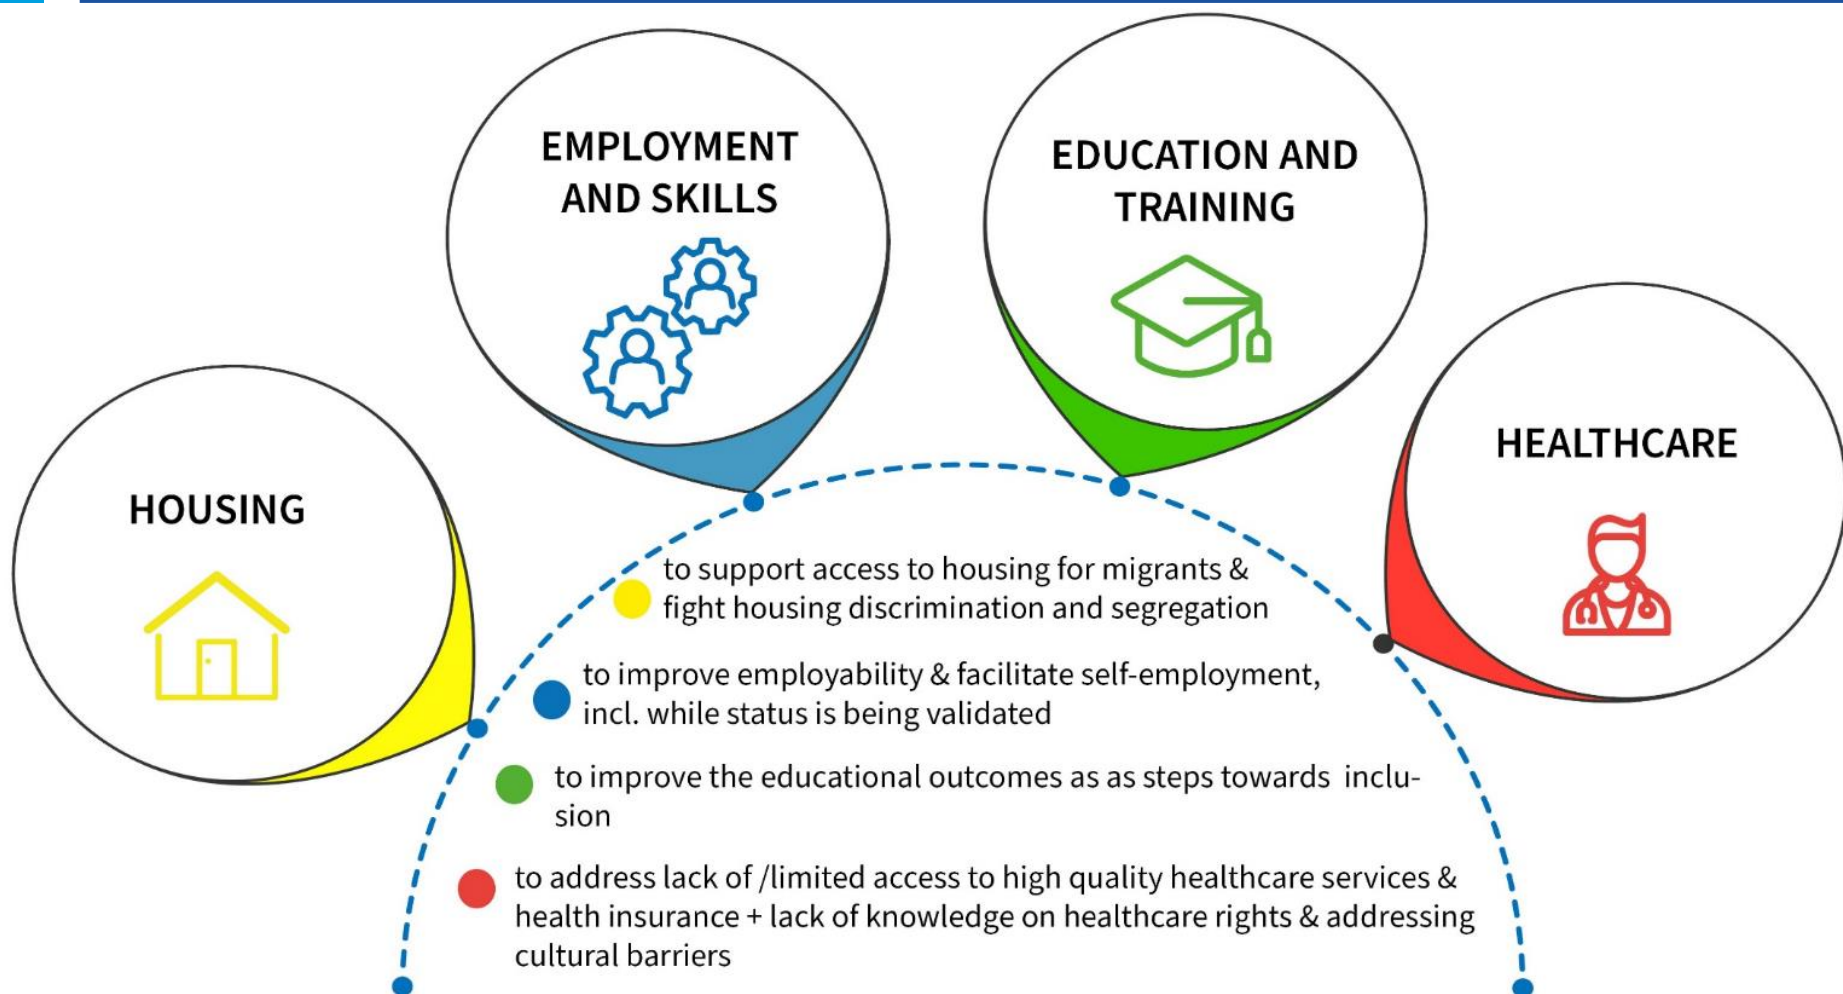 HOUSING
EMPLOYMENT
AND SKILLS
EDUCATION AND
TRAINING
HEALTHCARE
to support access to housing for migrants &
fight housing discrimination and segregation
to improve employability & facilitate self-employment,
incl. while status is being validated
to improve the educational outcomes as as steps towards inclu-
sion
to address lack of /limited access to high quality healthcare services &
health insurance + lack of knowledge on healthcare rights & addressing
cultural barriers